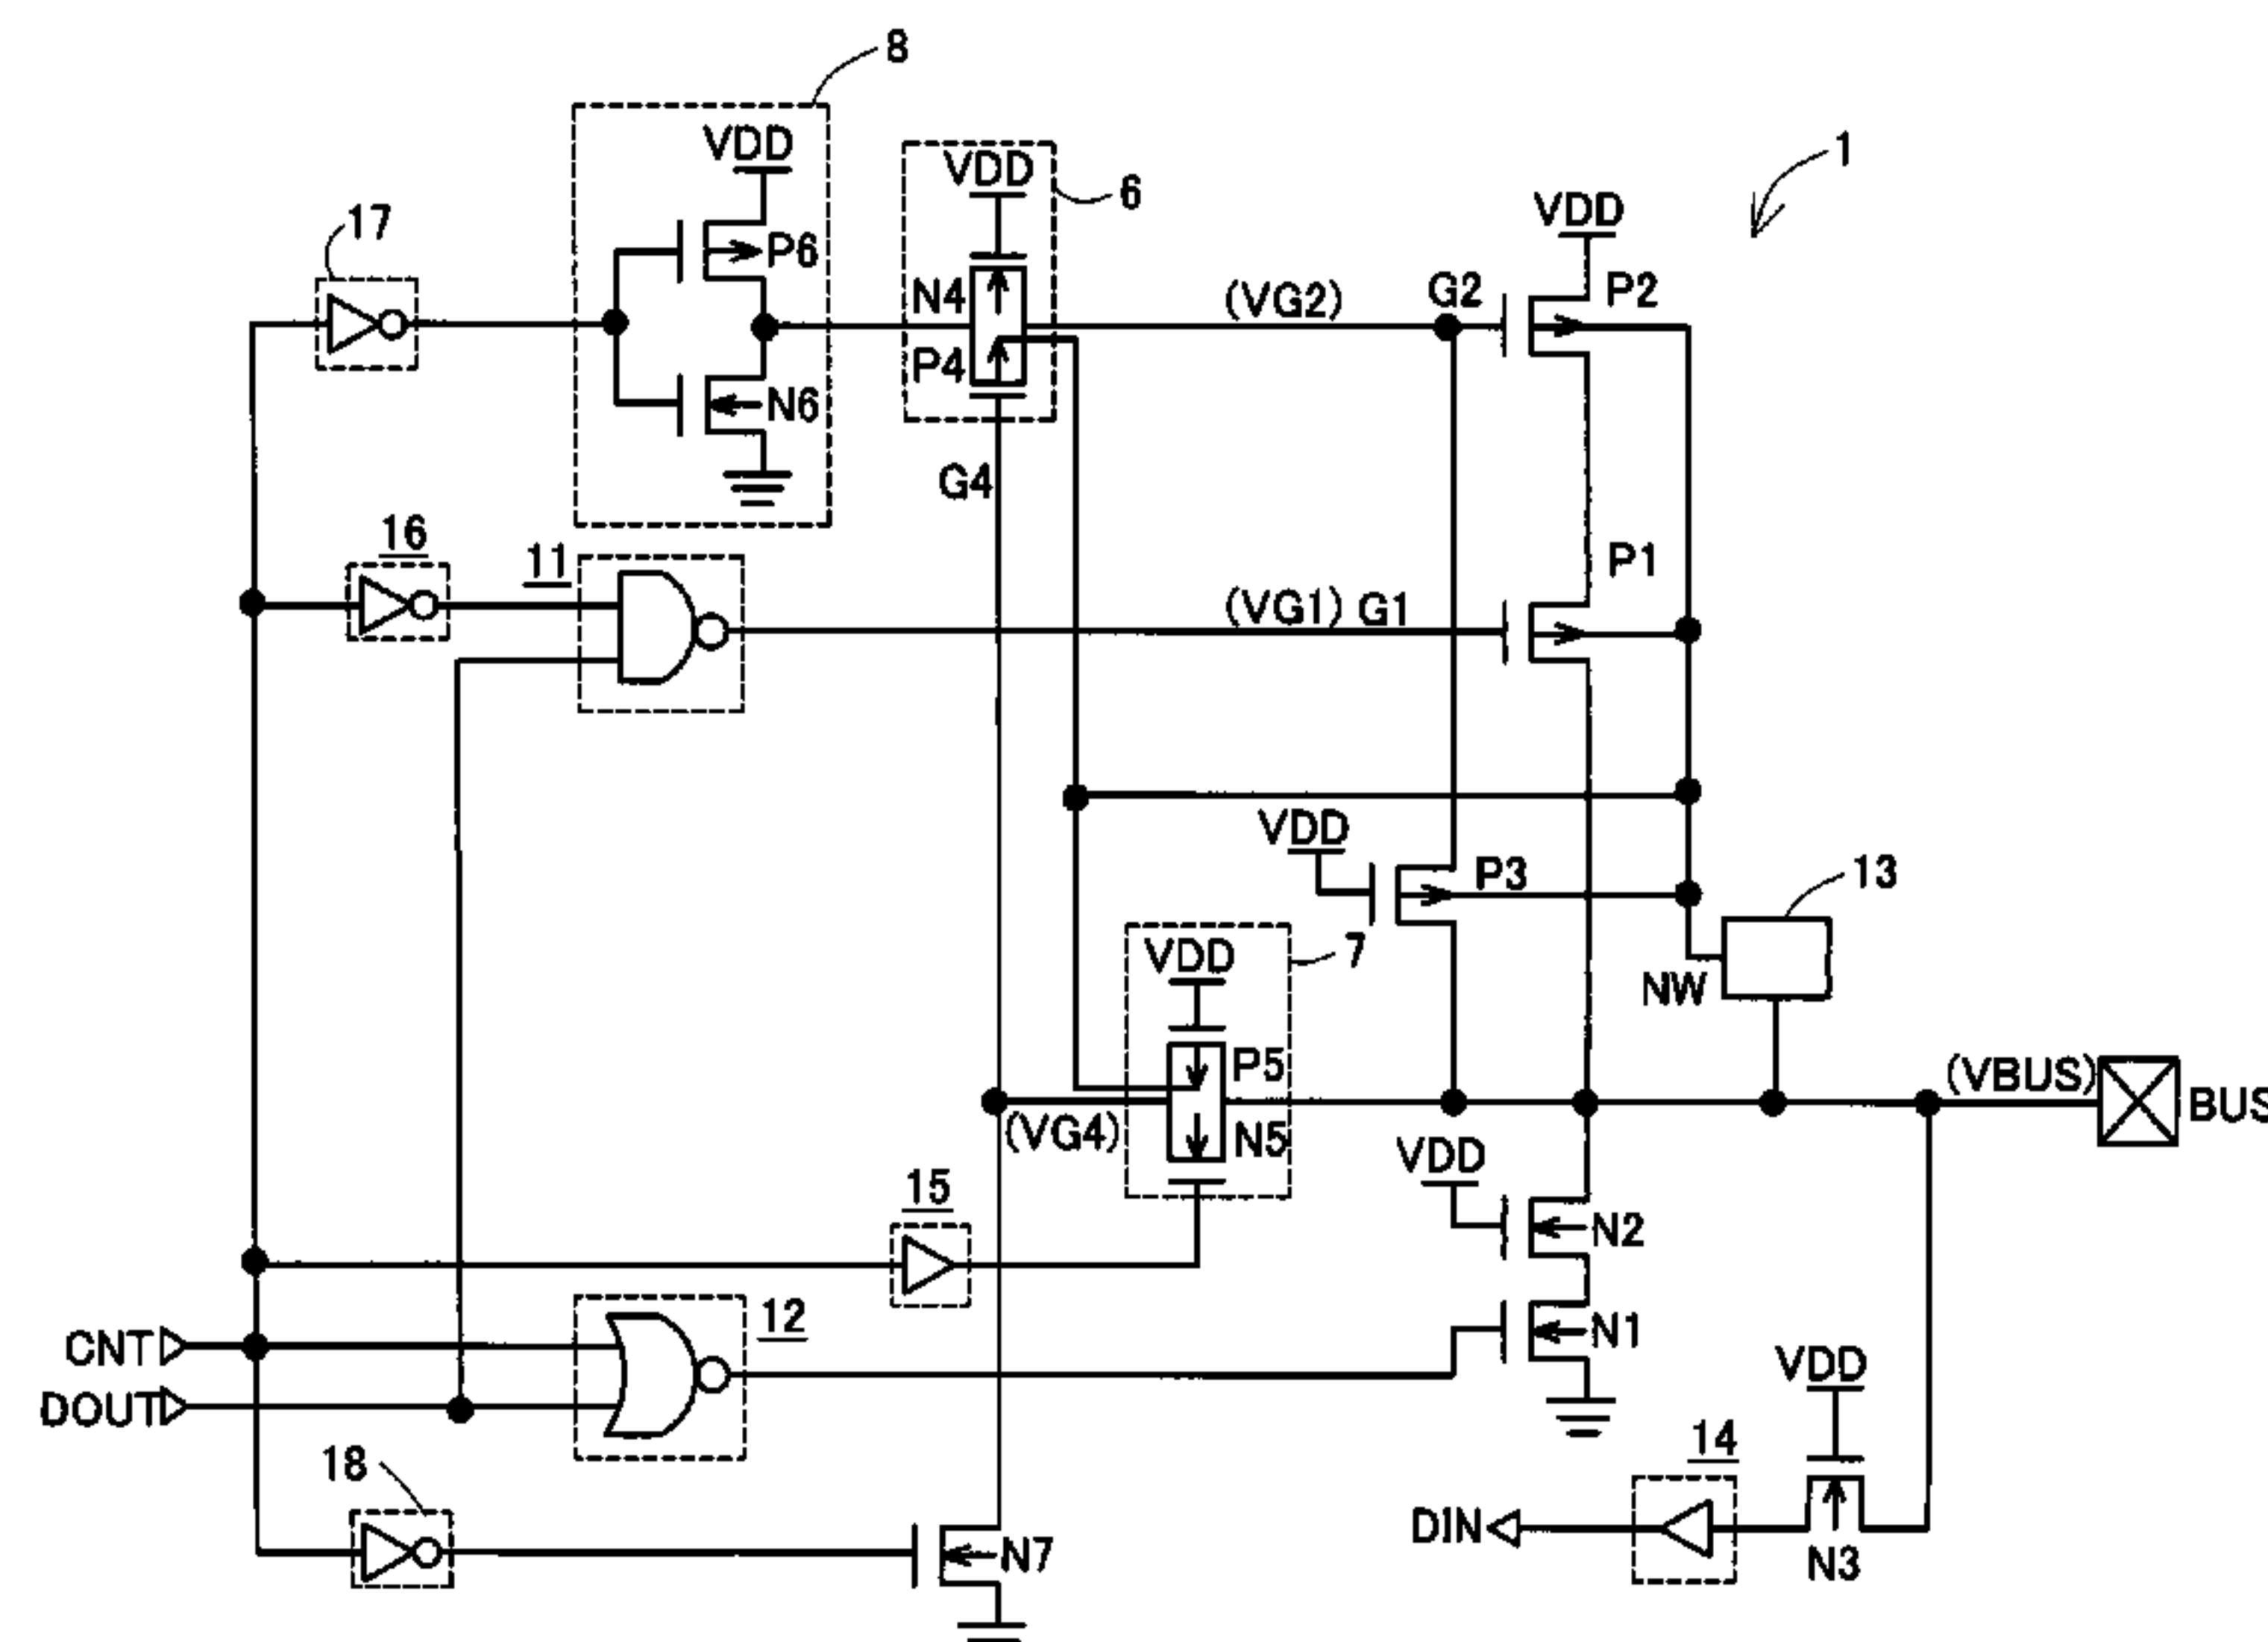 8
VDD
VDD
6
1
17
VDD
P6
N4
(VG2)
G2
P2
P4
N6
G4
16
11
P1
(VG1) G1
VDD
P3
13
VDD
7
NW
P5
(VBUS)
BUS
(VG4)
N5
VDD
15
N2
12
N1
CNT
VDD
DOUT
14
18
DIN
N7
N3